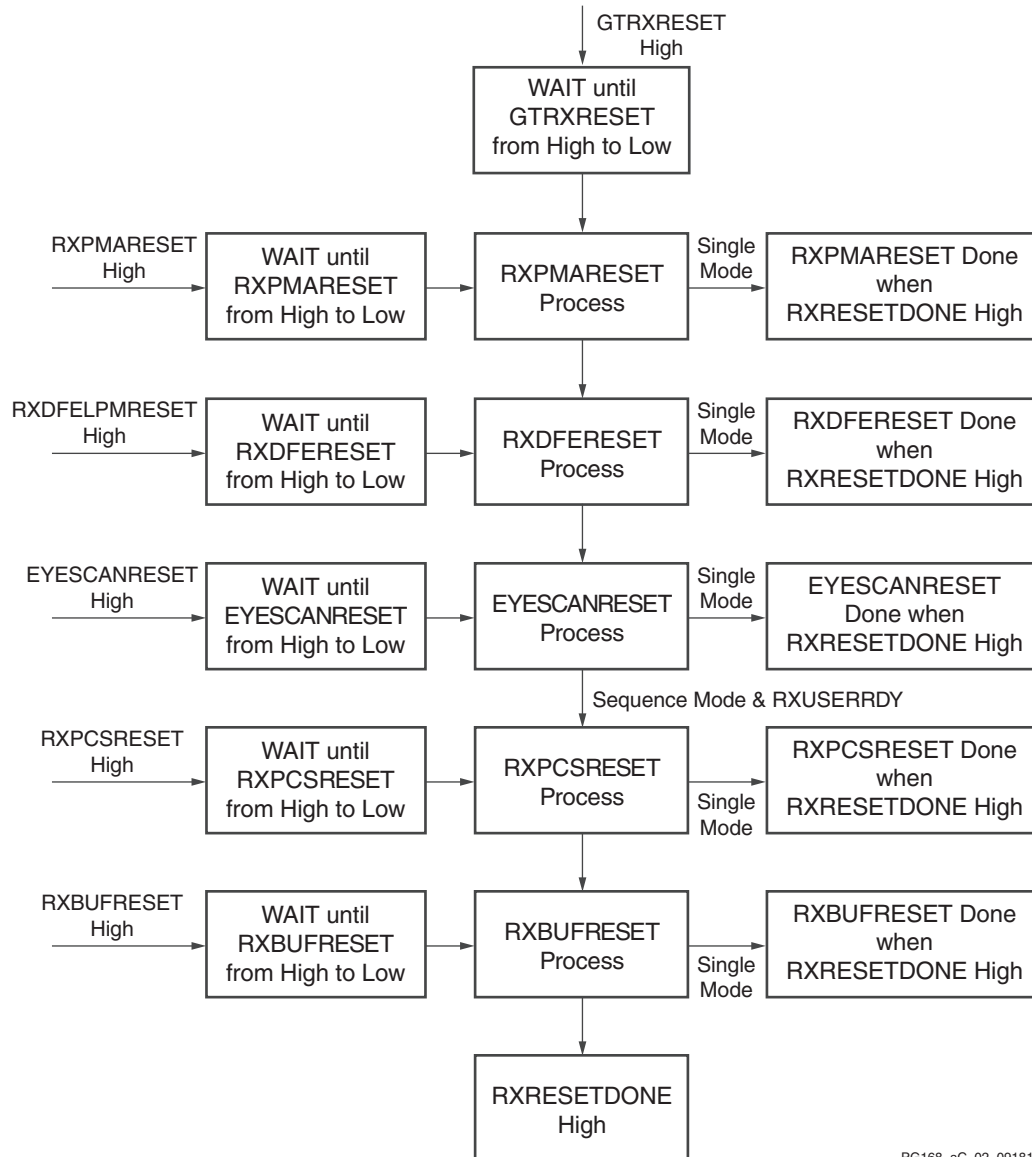 GTRXRESET
High
WAIT until
GTRXRESET
from High to Low
RXPMARESET
High
WAIT until
RXPMARESET
from High to Low
RXPMARESET
Process
Single
Mode
RXPMARESET Done
when
RXRESETDONE High
RXDFELPMRESET
High
WAIT until
RXDFERESET
from High to Low
RXDFERESET
Process
Single
Mode
RXDFERESET Done
when
RXRESETDONE High
EYESCANRESET
High
WAIT until
EYESCANRESET
from High to Low
EYESCANRESET
Process
Single
Mode
EYESCANRESET
Done when
RXRESETDONE High
Sequence Mode & RXUSERRDY
RXPCSRESET
High
WAIT until
RXPCSRESET
from High to Low
RXPCSRESET
Process
Single
Mode
RXPCSRESET Done
when
RXRESETDONE High
RXBUFRESET
High
WAIT until
RXBUFRESET
from High to Low
RXBUFRESET
Process
Single
Mode
RXBUFRESET Done
when
RXRESETDONE High
RXRESETDONE
High